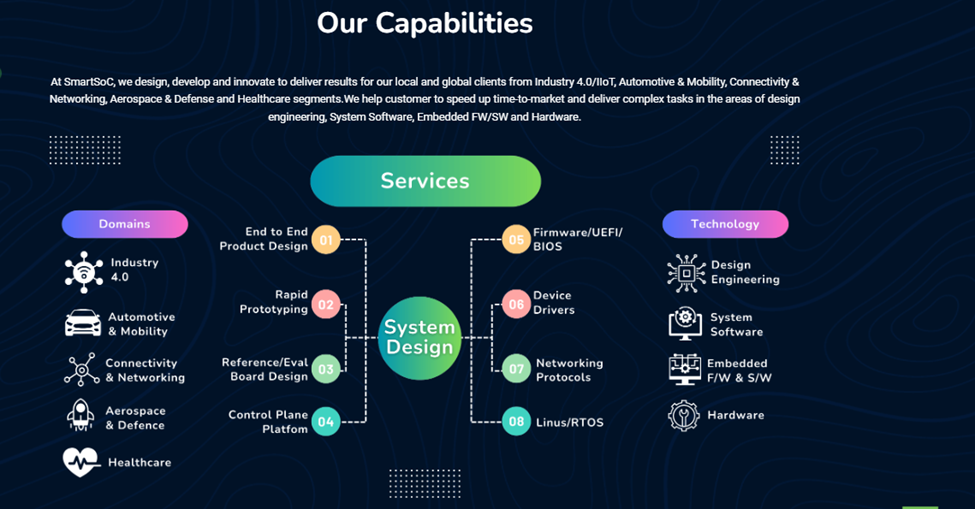 Our Capabilities
At SmartSoC, we design, develop and innovate to deliver results for our local and global clients from Industry 4.0/IIoT, Automotive & Mobility, Connectivity &
Networking, Aerospace & Defense and Healthcare segments.We help customer to speed up time-to-market and deliver complex tasks in the areas of design
engineering, System Software, Embedded FW/SW and Hardware.
Services
Domains
Industry
4.0
Automotive
& Mobility
Connectivity
& Networking
Aerospace
& Defence
Healthcare
End to End
Product Design
01
Rapid
Prototyping
02
Reference/Eval
Board Design
03
Control Plane
Platfom
04
System
Design
05
Firmware/UEFI/
BIOS
06
Device
Drivers
07
Networking
Protocols
08
Linus/RTOS
Technology
Design
Engineering
System
Software
Embedded
F/W & S/W
Hardware